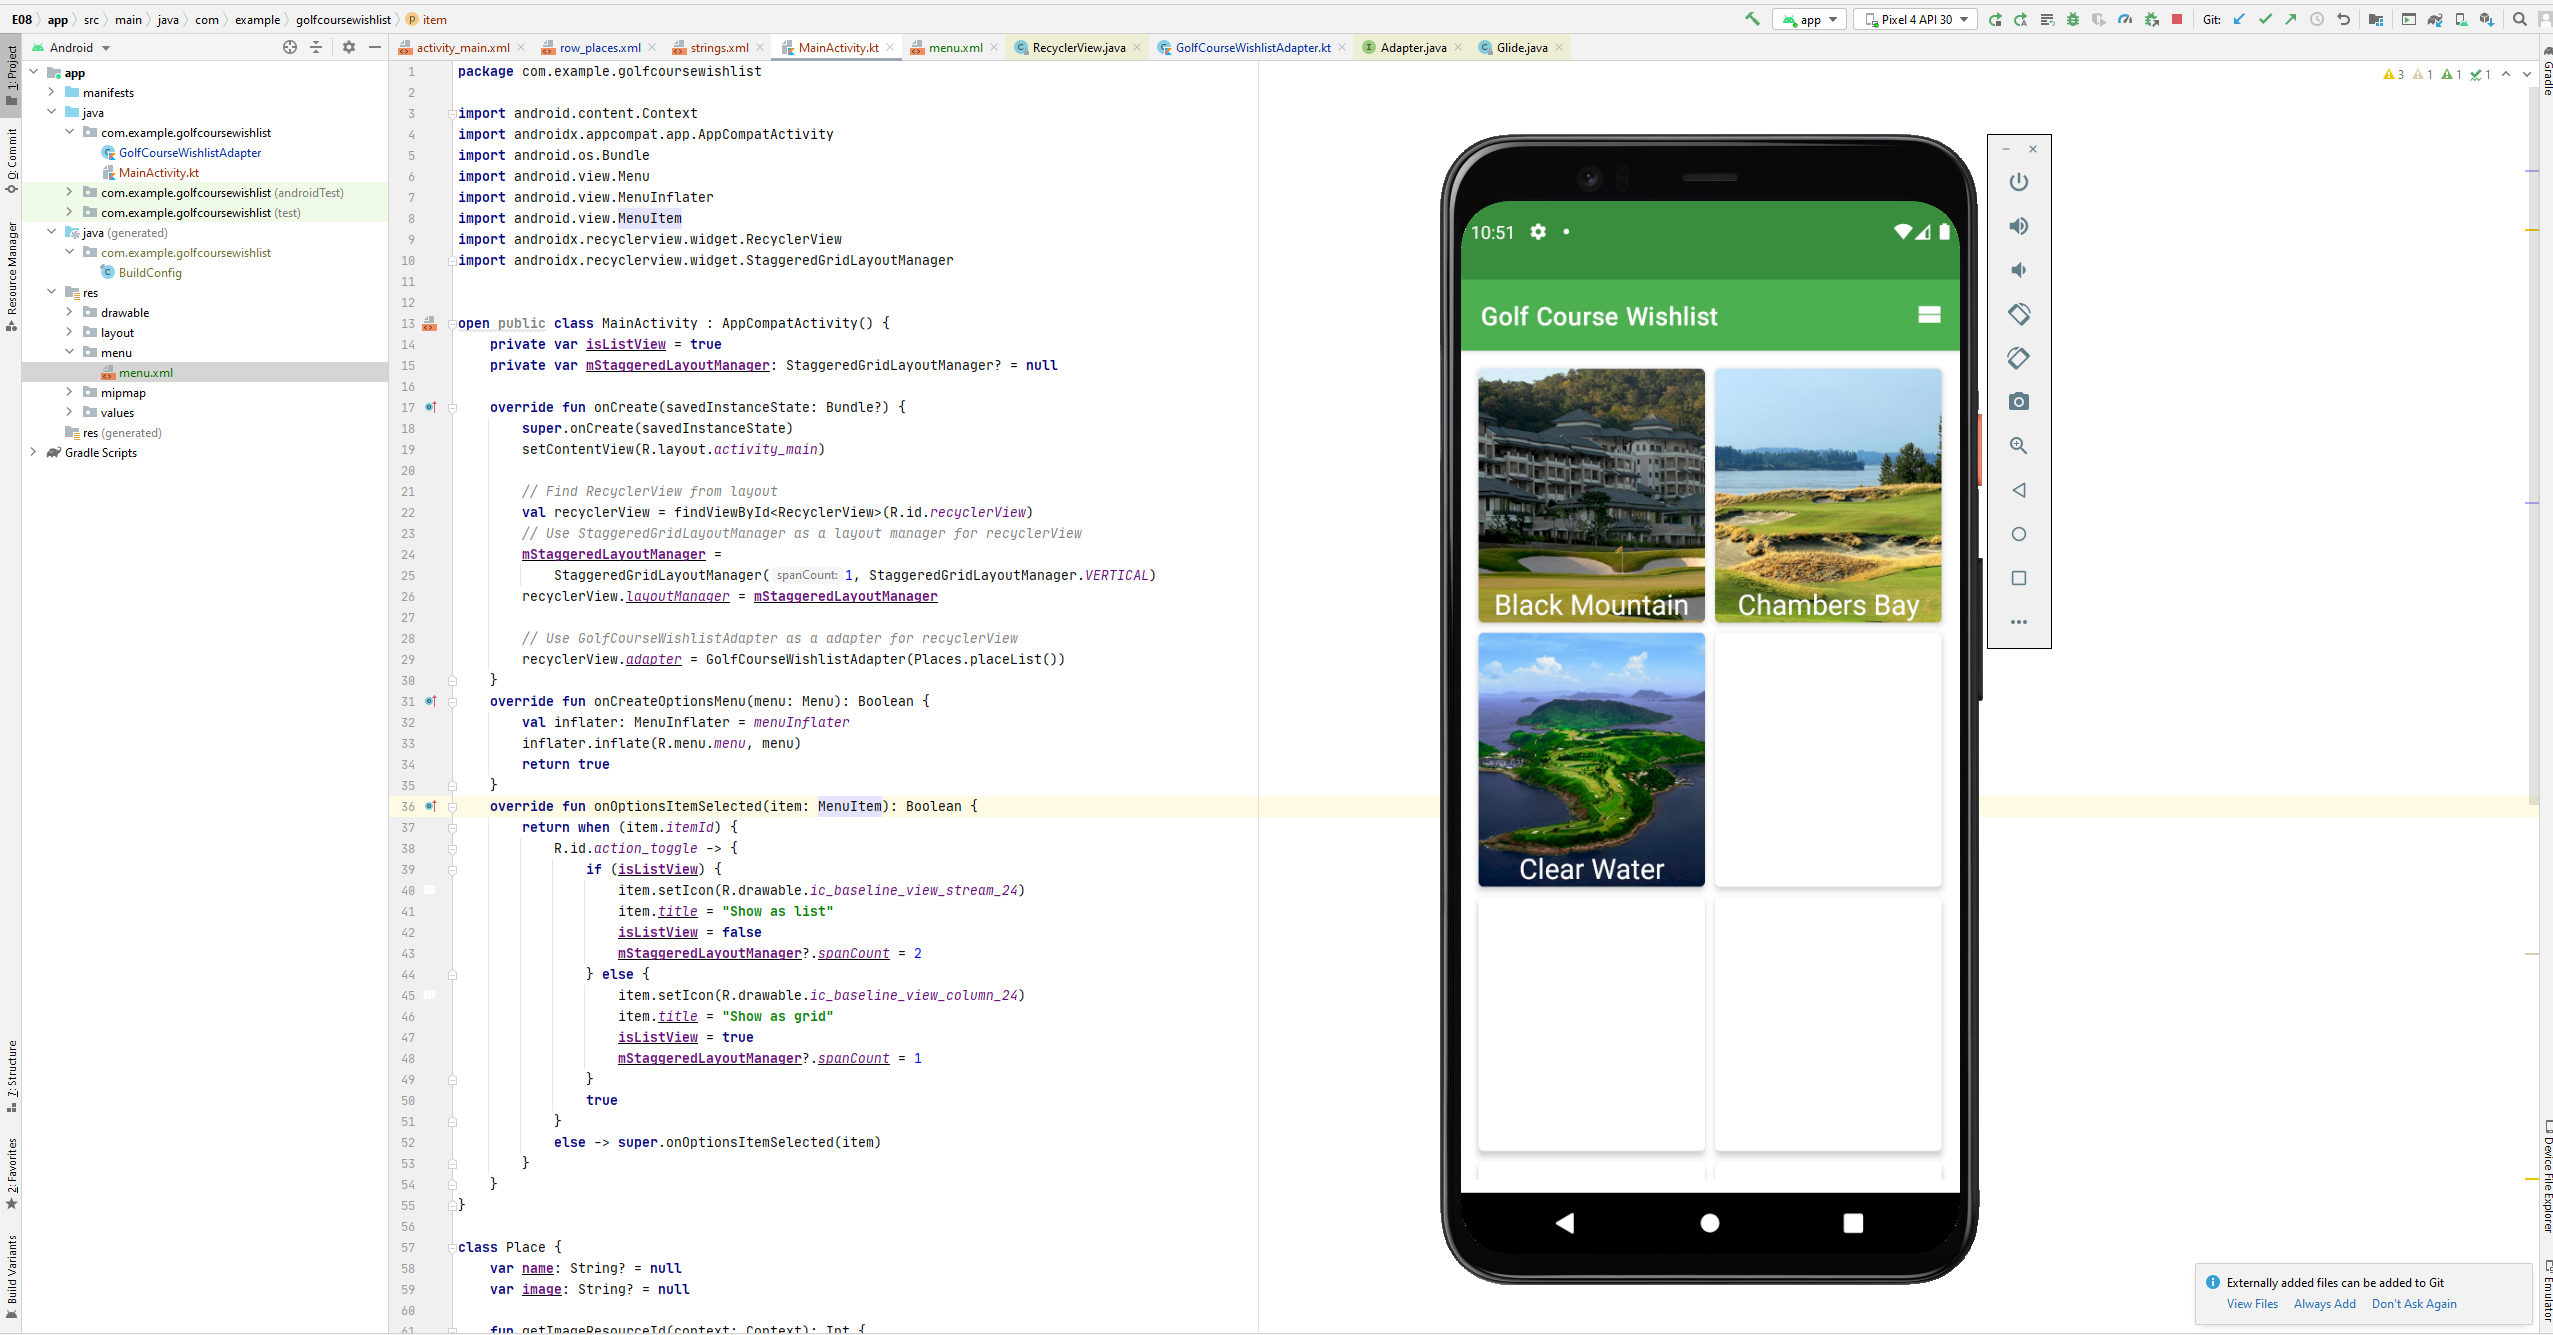 E08 app src main java com example golfcoursewishlist item
app Pixel 4 API 30 Git:
Android
activity_main.xml row_places.xml strings.xml MainActivity.kt menu.xml RecyclerView.java GolfCourseWishlistAdapter.kt Adapter.java Glide.java
1: Project
0: Commit
Resource Manager
7: Structure
2: Favorites
Build Variants
app
manifests
java
com.example.golfcoursewishlist
GolfCourseWishlistAdapter
MainActivity.kt
com.example.golfcoursewishlist (androidTest)
com.example.golfcoursewishlist (test)
java (generated)
com.example.golfcoursewishlist
BuildConfig
res
drawable
layout
menu
menu.xml
mipmap
values
res (generated)
Gradle Scripts
3 1 1 1
1 package com.example.golfcoursewishlist
2
3 import android.content.Context
4 import androidx.appcompat.app.AppCompatActivity
5 import android.os.Bundle
6 import android.view.Menu
7 import android.view.MenuInflater
8 import android.view.MenuItem
9 import androidx.recyclerview.widget.RecyclerView
10 import androidx.recyclerview.widget.StaggeredGridLayoutManager
11
12
13 open public class MainActivity : AppCompatActivity() {
14 private var isListView = true
15 private var mStaggeredLayoutManager: StaggeredGridLayoutManager? = null
16
17 override fun onCreate(savedInstanceState: Bundle?) {
18 super.onCreate(savedInstanceState)
19 setContentView(R.layout.activity_main)
20
21 // Find RecyclerView from layout
22 val recyclerView = findViewById<RecyclerView>(R.id.recyclerView)
23 // Use StaggeredGridLayoutManager as a layout manager for recyclerView
24 mStaggeredLayoutManager =
25 StaggeredGridLayoutManager( spanCount: 1, StaggeredGridLayoutManager.VERTICAL)
26 recyclerView.layoutManager = mStaggeredLayoutManager
27
28 // Use GolfCourseWishlistAdapter as a adapter for recyclerView
29 recyclerView.adapter = GolfCourseWishlistAdapter(Places.placeList())
30 }
31 override fun onCreateOptionsMenu(menu: Menu): Boolean {
32 val inflater: MenuInflater = menuInflater
33 inflater.inflate(R.menu.menu, menu)
34 return true
35 }
36 override fun onOptionsItemSelected(item: MenuItem): Boolean {
37 return when (item.itemId) {
38 R.id.action_toggle -> {
39 if (isListView) {
40 item.setIcon(R.drawable.ic_baseline_view_stream_24)
41 item.title = "Show as list"
42 isListView = false
43 mStaggeredLayoutManager?.spanCount = 2
44 } else {
45 item.setIcon(R.drawable.ic_baseline_view_column_24)
46 item.title = "Show as grid"
47 isListView = true
48 mStaggeredLayoutManager?.spanCount = 1
49 }
50 true
51 }
52 else -> super.onOptionsItemSelected(item)
53 }
54 }
55 }
56
57 class Place {
58 var name: String? = null
59 var image: String? = null
60
61 fun getImageResourceId(context: Context): Int {
10:51
Golf Course Wishlist
Black Mountain
Chambers Bay
Clear Water
Gradle
Device File Explorer
Emulator
Externally added files can be added to Git
View Files Always Add Don't Ask Again